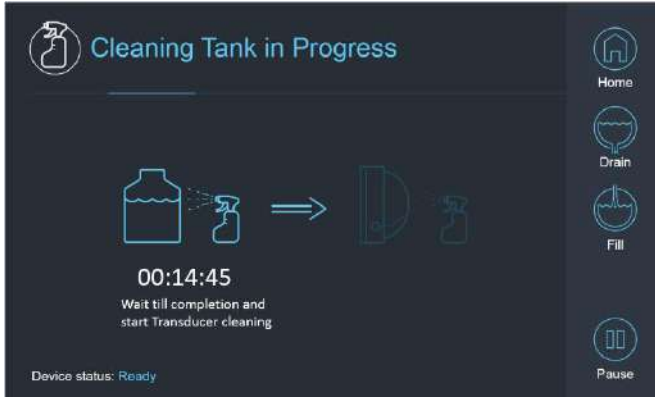 Cleaning Tank in Progress
Home
Drain
Fill
00:14:45
Wait till completion and
start Transducer cleaning
Device status: Ready
Pause